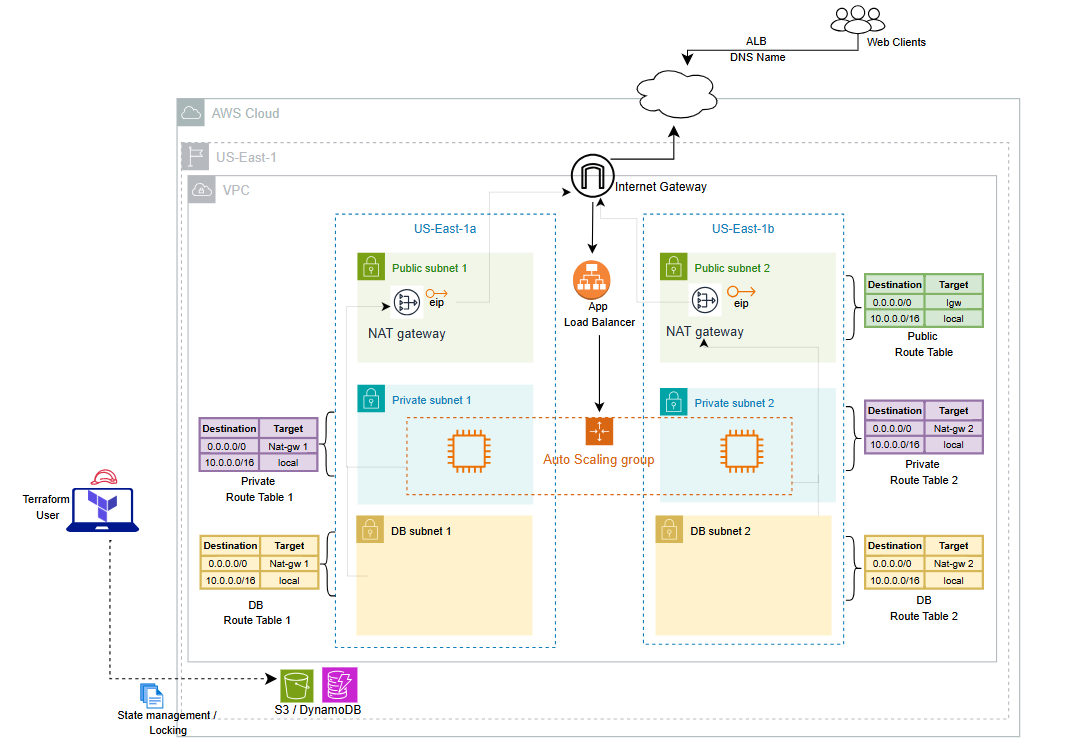 ALB
DNS Name
Web Clients
AWS Cloud
US-East-1
VPC
Internet Gateway
US-East-1a
US-East-1b
Public subnet 1
eip
NAT gateway
App
Load Balancer
Public subnet 2
eip
NAT gateway
Destination Target
0.0.0.0/0 Igw
10.0.0.0/16 local
Public
Route Table
Private subnet 1
Private subnet 2
Auto Scaling group
Destination Target
0.0.0.0/0 Nat-gw 1
10.0.0.0/16 local
Private
Route Table 1
Destination Target
0.0.0.0/0 Nat-gw 2
10.0.0.0/16 local
Private
Route Table 2
Terraform
User
DB subnet 1
DB subnet 2
Destination Target
0.0.0.0/0 Nat-gw 1
10.0.0.0/16 local
DB
Route Table 1
Destination Target
0.0.0.0/0 Nat-gw 2
10.0.0.0/16 local
DB
Route Table 2
S3 / DynamoDB
State management /
Locking